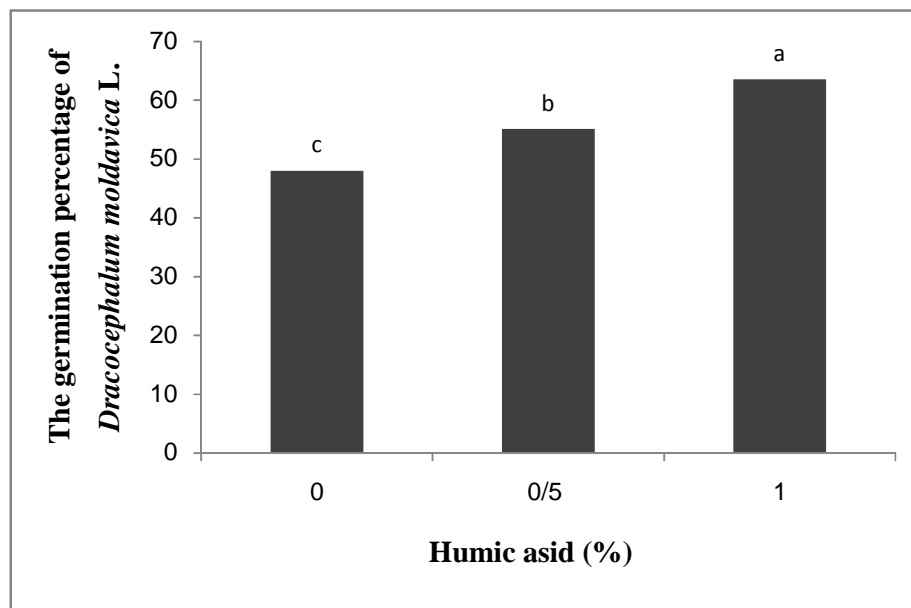 The germination percentage of
Dracocephalum moldavica L.
70
60
50
40
30
20
10
0
c
b
a
0
0/5
1
Humic asid (%)